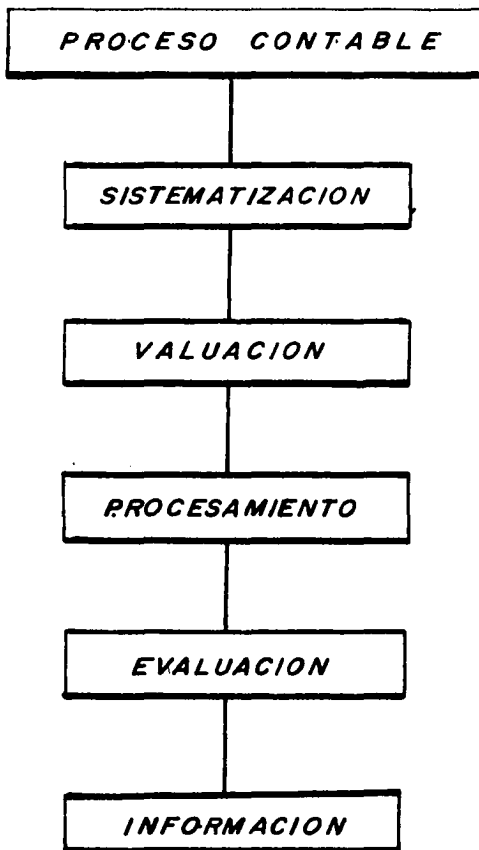 PROCESO CONTABLE
SISTEMATIZACION
VALUACION
PROCESAMIENTO
EVALUACION
INFORMACION